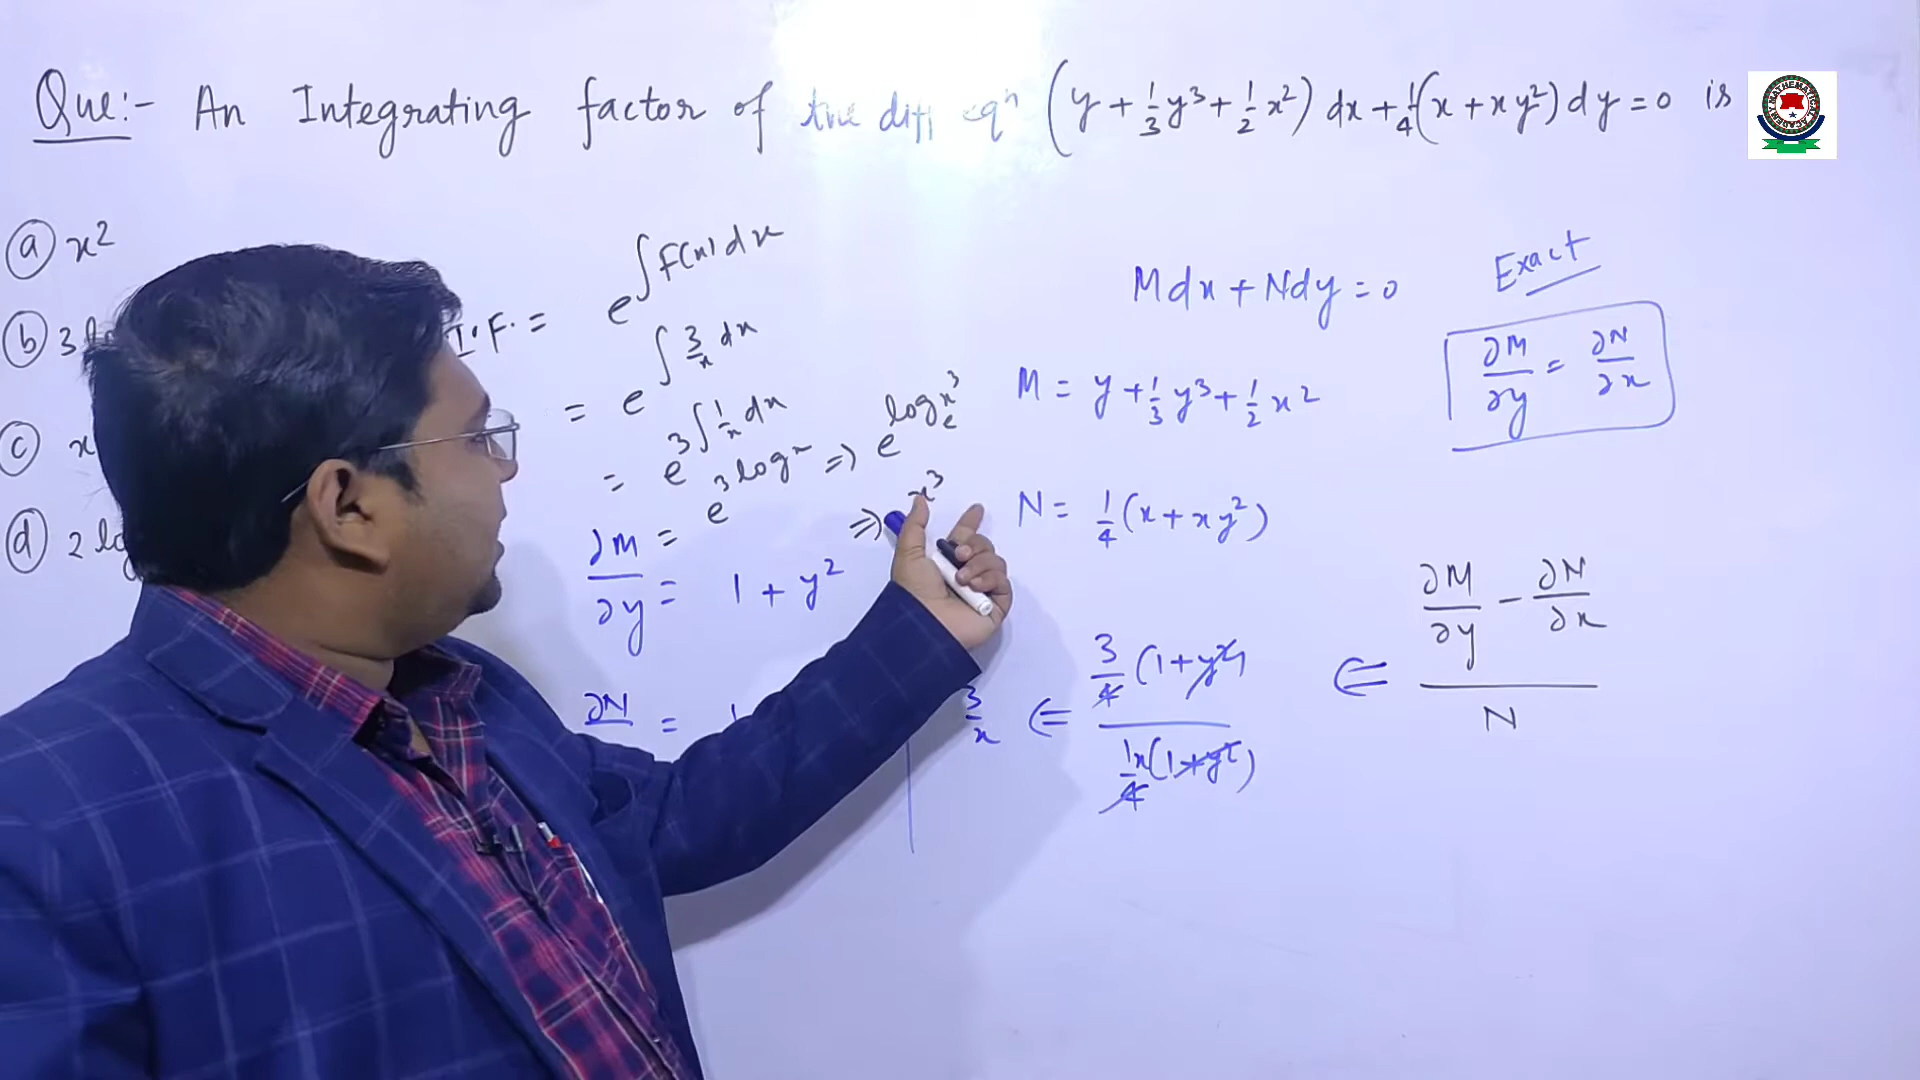 Que:- An Integrating factor of the diff eqⁿ (y + 1/3 y³ + 1/2 x²) dx + 1/4 (x + xy²) dy = 0 is
(a) x²
(b) 3
(c) x
(d) 2
I.F. = e^∫F(x) dx
= e^∫ 3/x dx
= e^3∫ 1/x dx
= e^3 log x => e^log_e x³
=> x³
∂M/∂y = 1 + y²
∂N
Mdx + Ndy = 0
Exact
∂M/∂y = ∂N/∂x
M = y + 1/3 y³ + 1/2 x²
N = 1/4 (x + xy²)
3/x ⇐ 3/4 (1 + y²) / 1/4 x (1 + y²) ⇐ (∂M/∂y - ∂N/∂x) / N